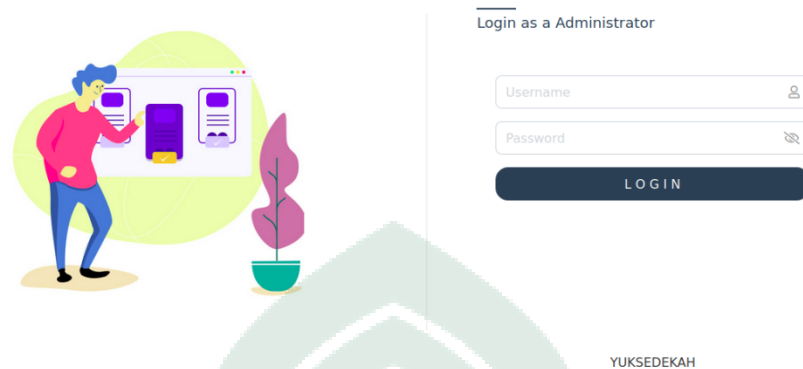 Login as a Administrator
Username
Password
LOGIN
YUKSEDEKAH